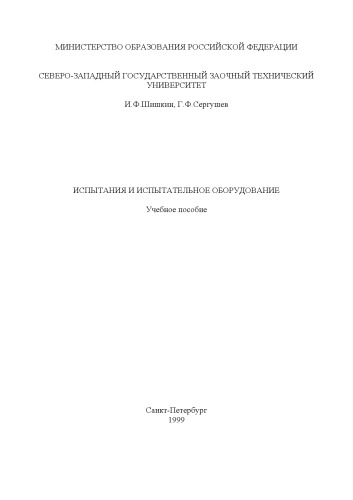 МИНИСТЕРСТВО ОБРАЗОВАНИЯ РОССИЙСКОЙ ФЕДЕРАЦИИ
СЕВЕРО-ЗАПАДНЫЙ ГОСУДАРСТВЕННЫЙ ЗАОЧНЫЙ ТЕХНИЧЕСКИЙ
УНИВЕРСИТЕТ
И.Ф.Шишкин, Г.Ф.Сергушев
ИСПЫТАНИЯ И ИСПЫТАТЕЛЬНОЕ ОБОРУДОВАНИЕ
Учебное пособие
Санкт-Петербург
1999